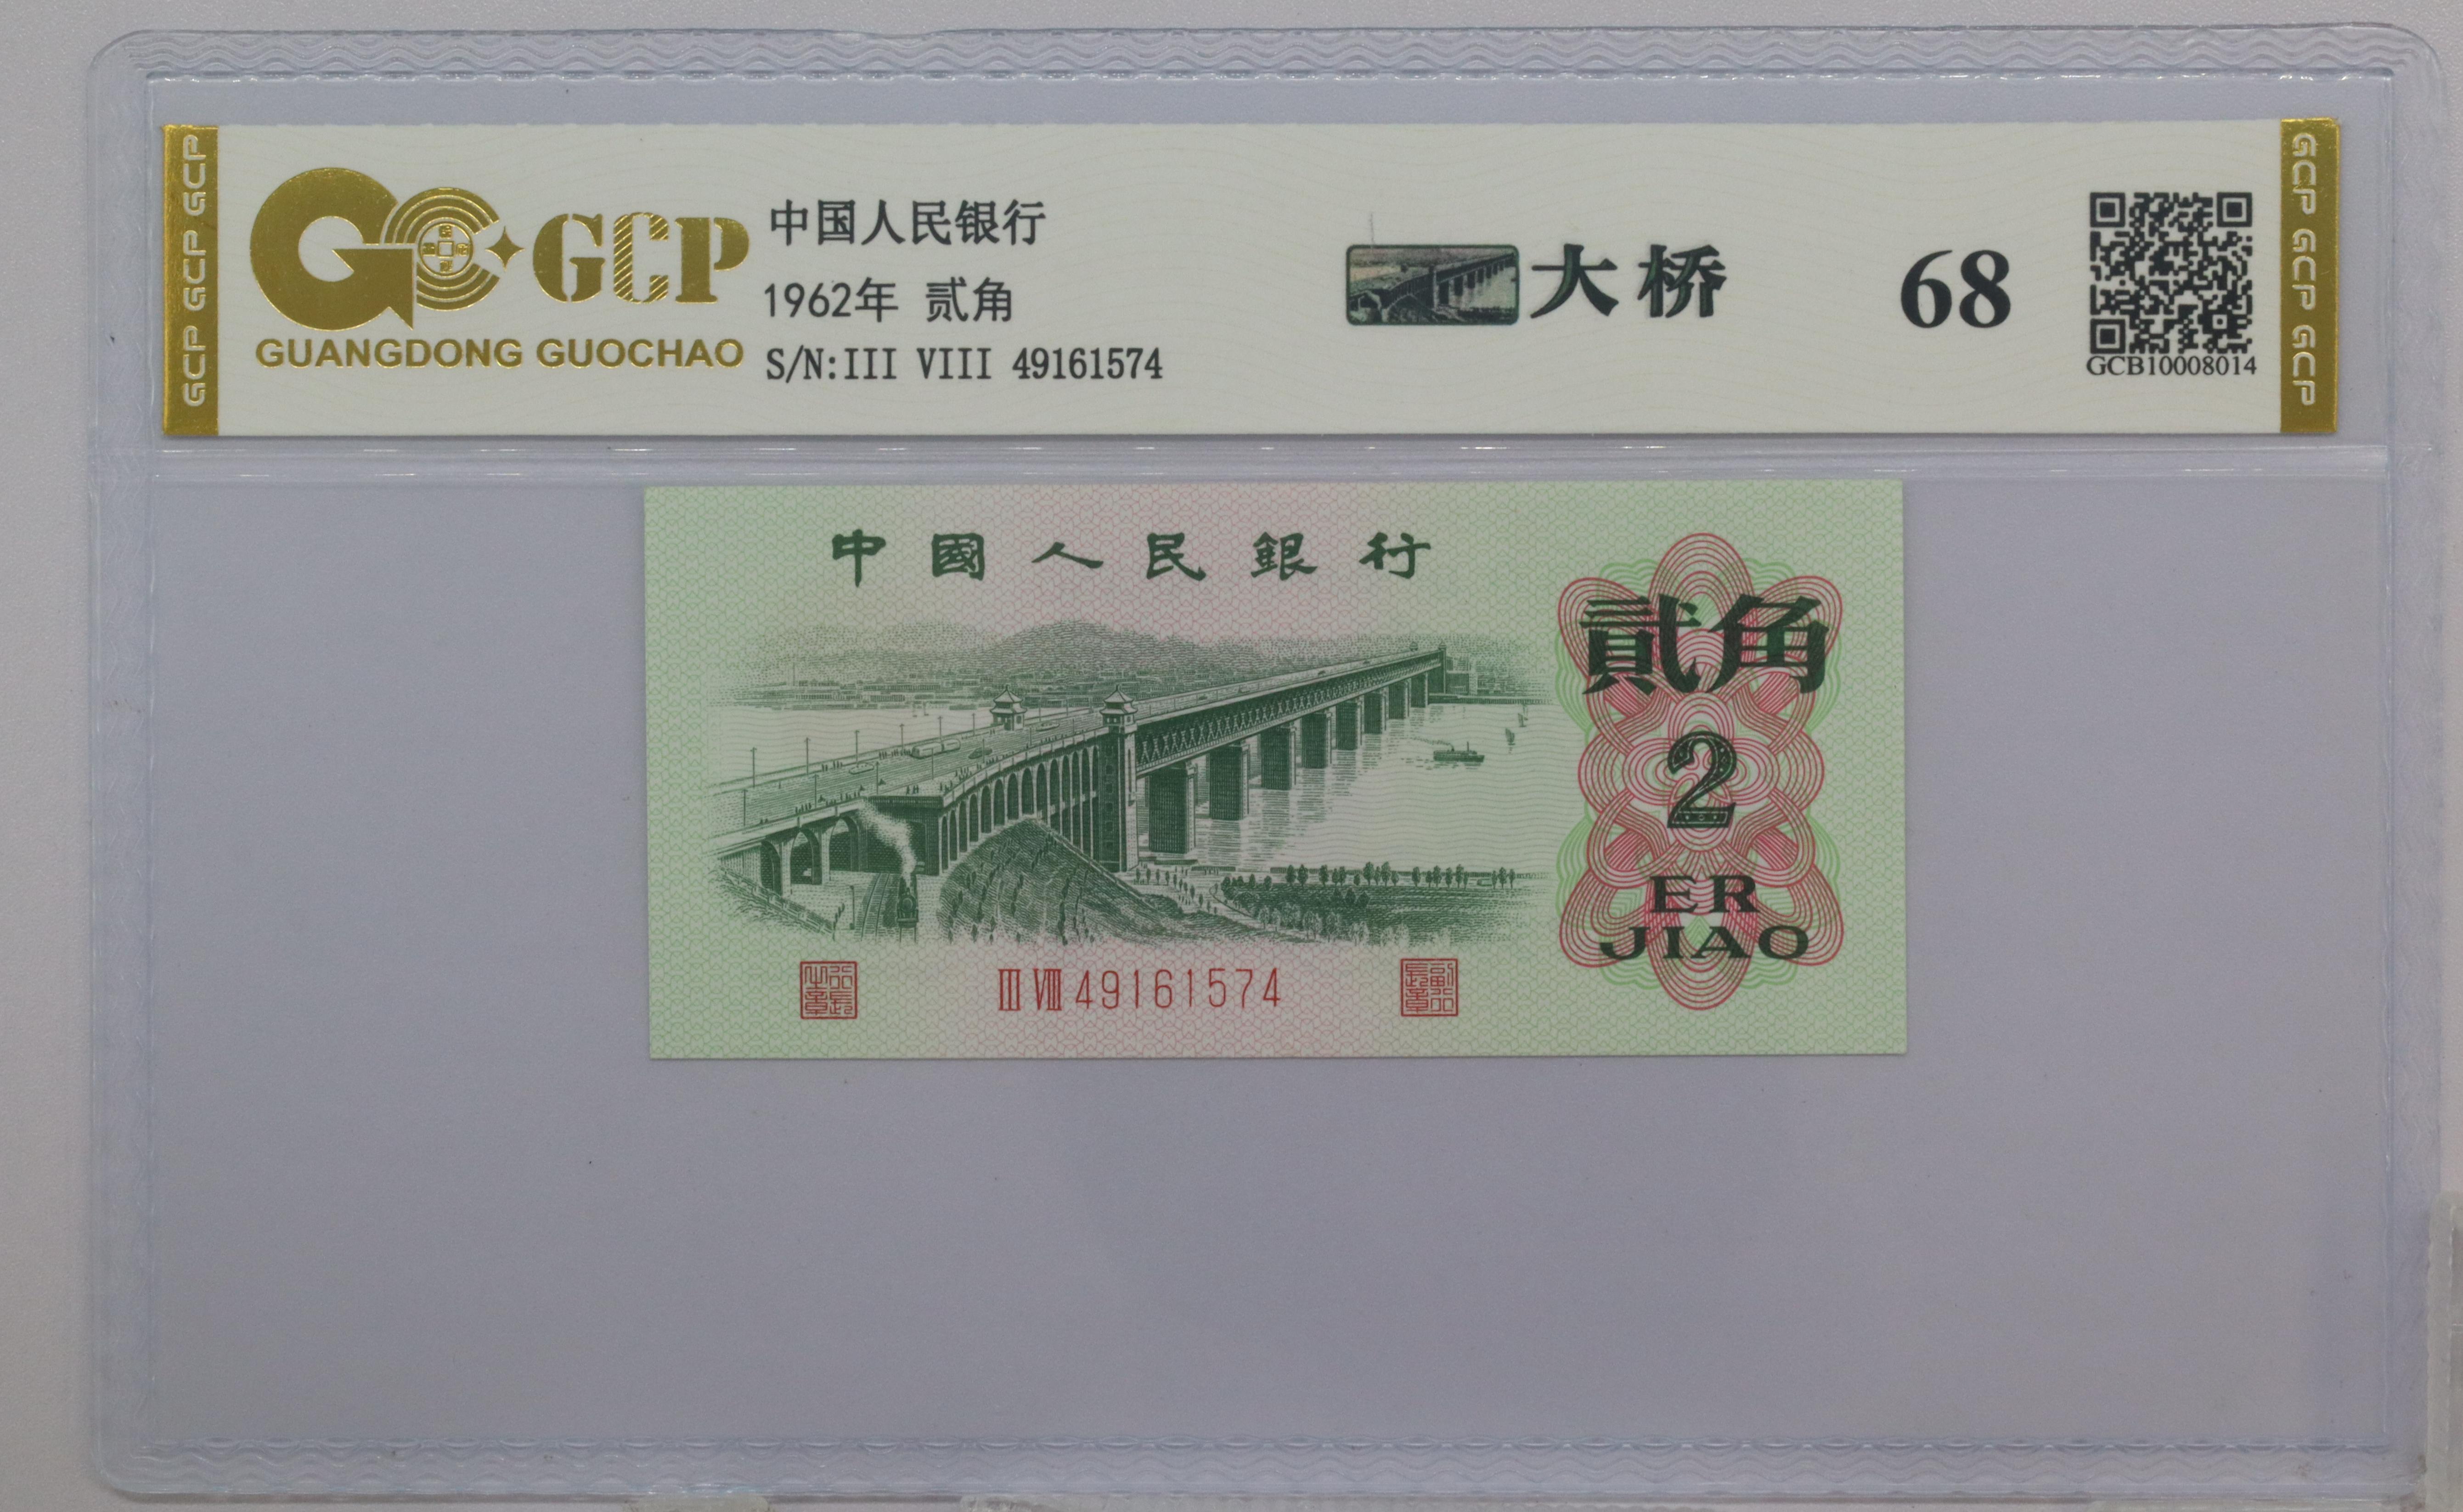 GCP GCP GCP
GCP
GUANGDONG GUOCHAO
中国人民银行
1962年 贰角
S/N:III VIII 49161574
大桥
68
GCB10008014
GCP GCP GCP
中國人民銀行
貳角
2
ER
JIAO
III VIII 49161574